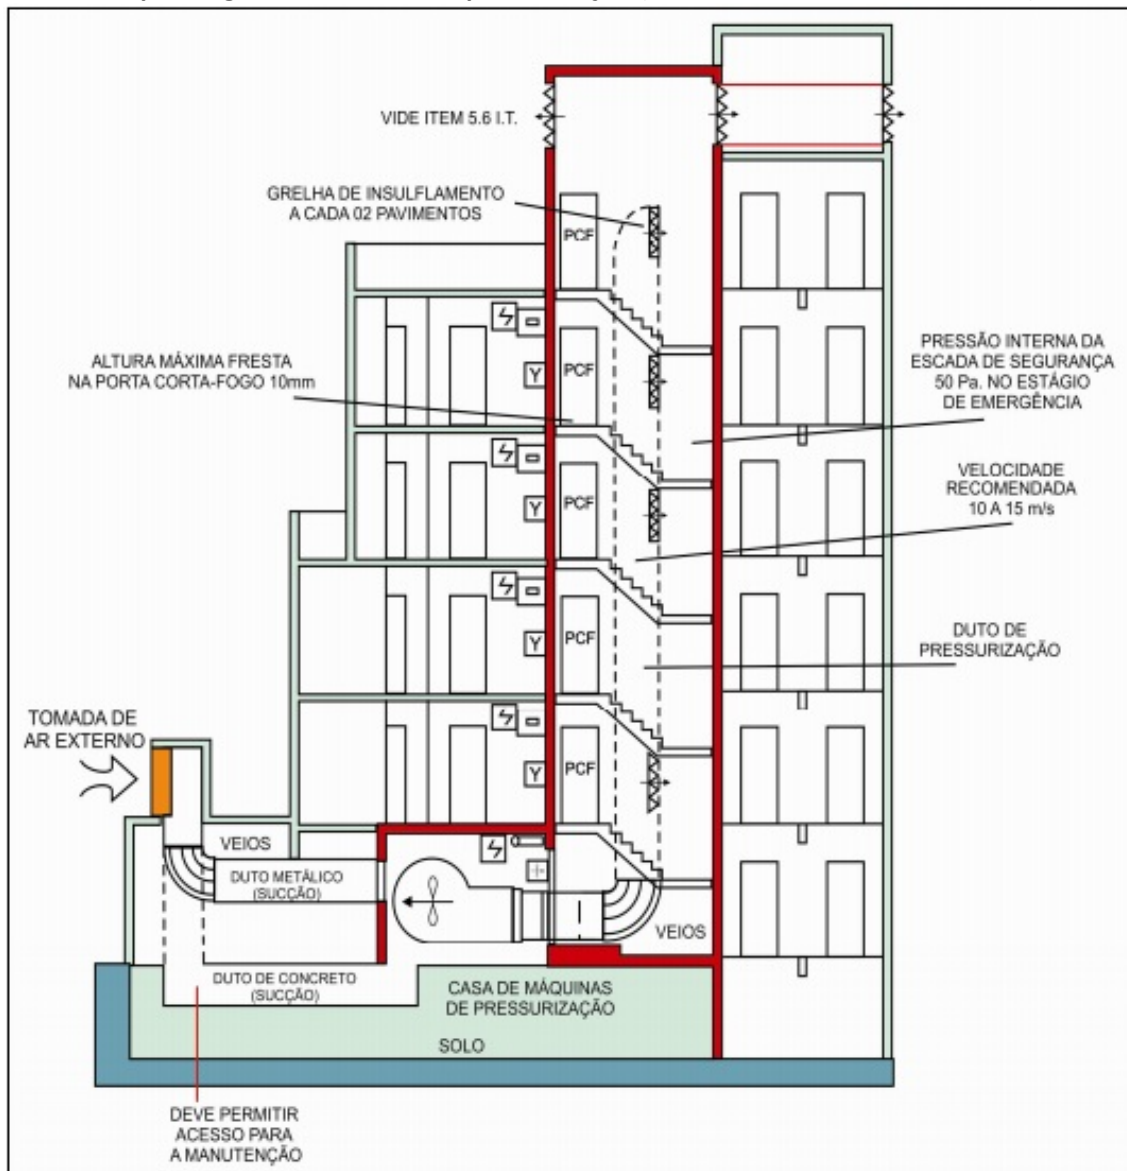 VIDE ITEM 5.6 I.T.
GRELHA DE INSULFLAMENTO
A CADA 02 PAVIMENTOS
PCF
ALTURA MÁXIMA FRESTA
NA PORTA CORTA-FOGO 10mm
PCF
Y
PRESSÃO INTERNA DA
ESCADA DE SEGURANÇA
50 Pa. NO ESTÁGIO
DE EMERGÊNCIA
PCF
Y
VELOCIDADE
RECOMENDADA
10 A 15 m/s
PCF
Y
DUTO DE
PRESSURIZAÇÃO
TOMADA DE
AR EXTERNO
PCF
Y
VEIOS
DUTO METÁLICO
(SUCÇÃO)
VEIOS
DUTO DE CONCRETO
(SUCÇÃO)
CASA DE MÁQUINAS
DE PRESSURIZAÇÃO
SOLO
DEVE PERMITIR
ACESSO PARA
A MANUTENÇÃO